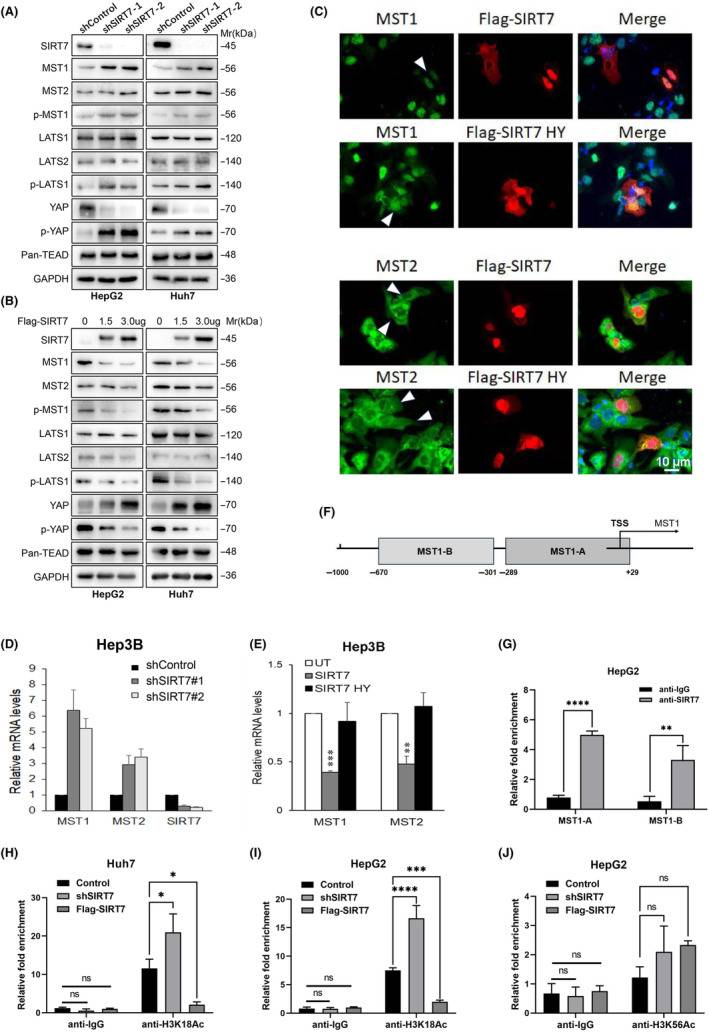 (A)
shControl shSIRT7-1 shSIRT7-2 shControl shSIRT7-1 shSIRT7-2
Mr(kDa)
SIRT7 –45
MST1 –56
MST2 –56
p-MST1 –56
LATS1 –120
LATS2 –140
p-LATS1 –140
YAP –70
p-YAP –70
Pan-TEAD –48
GAPDH –36
HepG2 Huh7
(B)
Flag-SIRT7 0 1.5 3.0ug 0 1.5 3.0ug Mr(kDa)
SIRT7 –45
MST1 –56
MST2 –56
p-MST1 –56
LATS1 –120
LATS2 –140
p-LATS1 –140
YAP –70
p-YAP –70
Pan-TEAD –48
GAPDH –36
HepG2 Huh7
(C)
MST1 Flag-SIRT7 Merge
MST1 Flag-SIRT7 HY Merge
MST2 Flag-SIRT7 Merge
MST2 Flag-SIRT7 HY Merge
10 µm
(F)
TSS MST1
MST1-B MST1-A
–1000 –670 –301 –289 +29
(D)
Hep3B
Relative mRNA levels
9
8
7
6
5
4
3
2
1
0
shControl
shSIRT7#1
shSIRT7#2
MST1 MST2 SIRT7
(E)
Hep3B
Relative mRNA levels
1.5
1
0.5
0
UT
SIRT7
SIRT7 HY
*** **
MST1 MST2
(G)
HepG2
Relative fold enrichment
8
6
4
2
0
anti-IgG
anti-SIRT7
**** **
MST1-A MST1-B
(H)
Huh7
Relative fold enrichment
30
20
10
0
Control
shSIRT7
Flag-SIRT7
ns
ns
*
*
anti-IgG anti-H3K18Ac
(I)
HepG2
Relative fold enrichment
20
15
10
5
0
Control
shSIRT7
Flag-SIRT7
ns
ns
***
****
anti-IgG anti-H3K18Ac
(J)
HepG2
Relative fold enrichment
5
4
3
2
1
0
Control
shSIRT7
Flag-SIRT7
ns
ns
ns
ns
anti-IgG anti-H3K56Ac